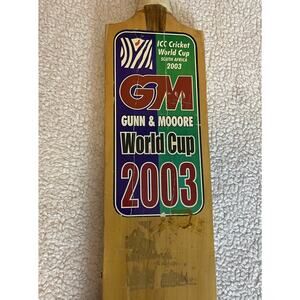 ICC Cricket
World Cup
SOUTH AFRICA
2003
GM
GUNN & MOOORE
World Cup
2003